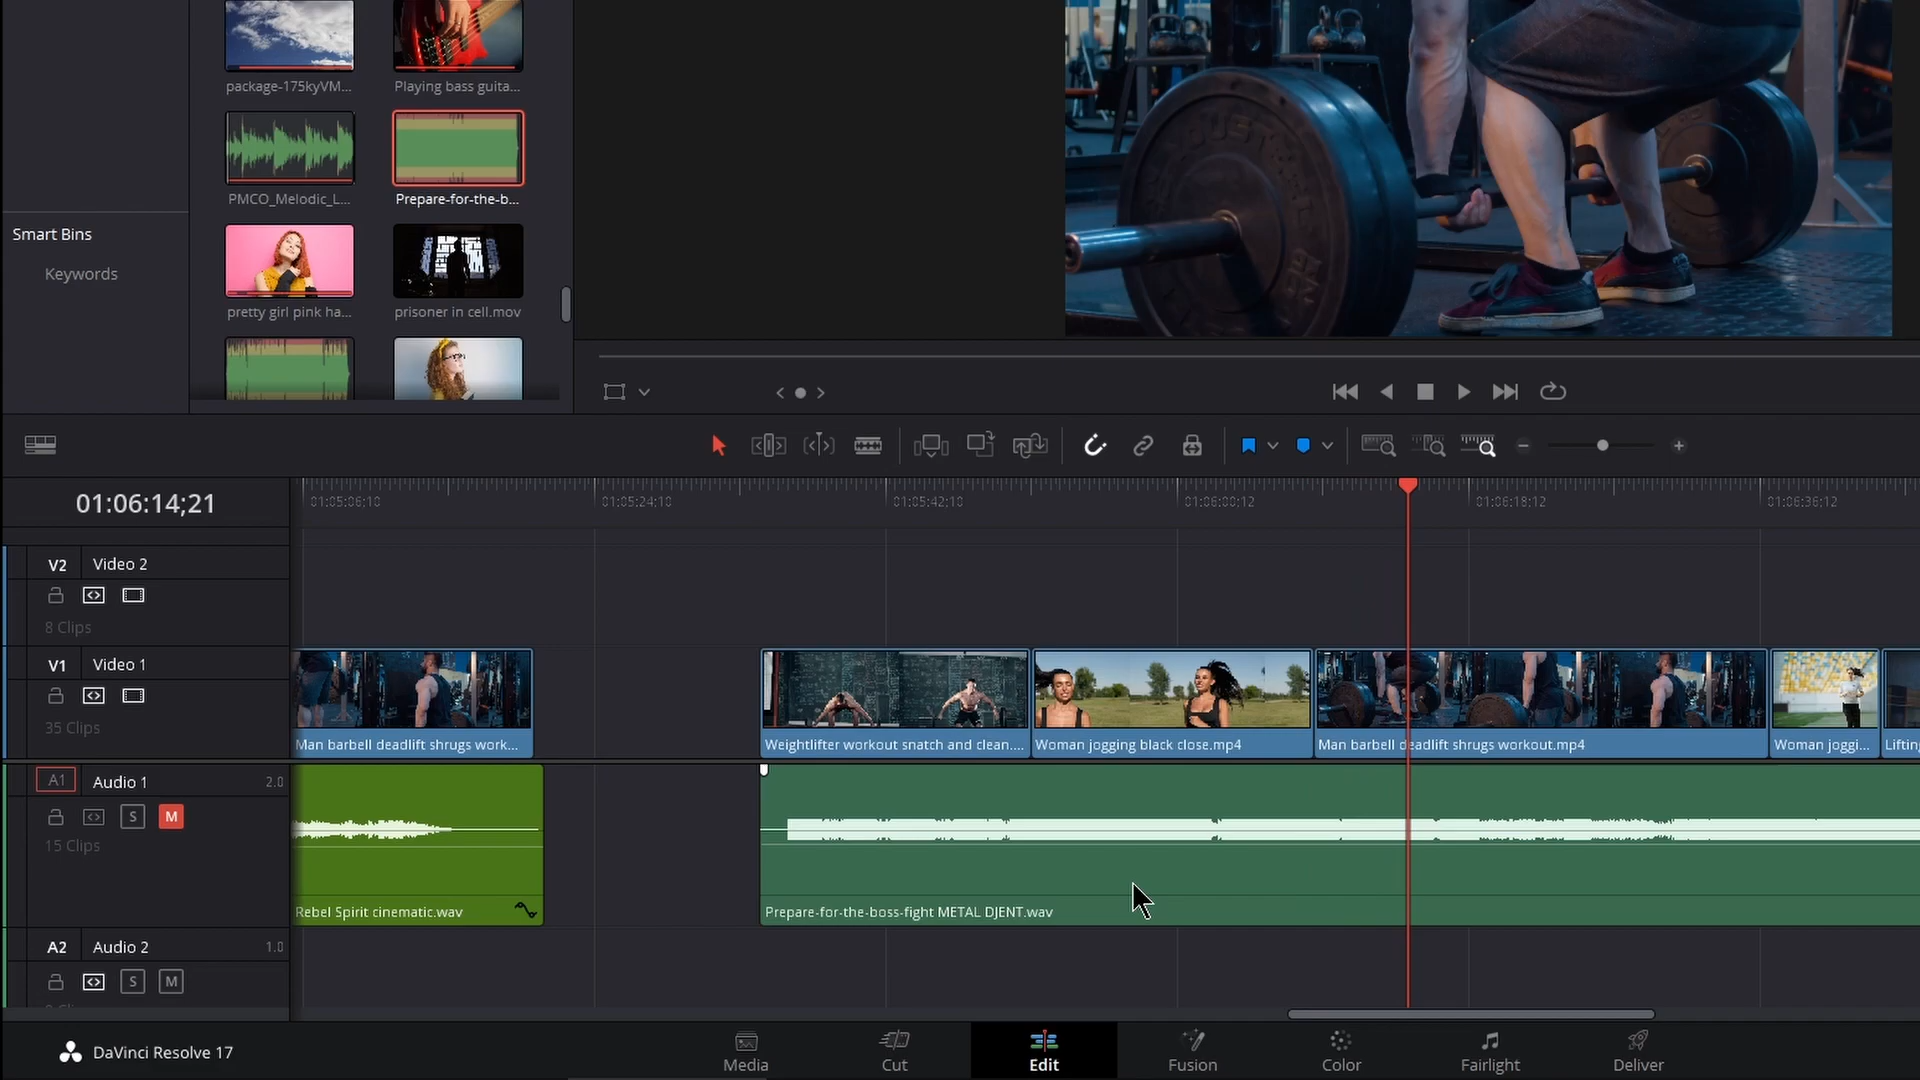 package-175kyVM...
Playing bass guita...
PMCO_Melodic_L...
Prepare-for-the-b...
Smart Bins
Keywords
pretty girl pink ha...
prisoner in cell.mov
01:06:14;21
01:05:06;10
01:05:24;10
01:05:42;10
01:06:00;12
01:06:18;12
01:06:36;12
V2 Video 2
8 Clips
V1 Video 1
35 Clips
Man barbell deadlift shrugs work...
Weightlifter workout snatch and clean....
Woman jogging black close.mp4
Man barbell deadlift shrugs workout.mp4
Woman joggi...
Lifting
A1 Audio 1 2.0
S M
15 Clips
Rebel Spirit cinematic.wav
Prepare-for-the-boss-fight METAL DJENT.wav
A2 Audio 2 1.0
S M
DaVinci Resolve 17
Media
Cut
Edit
Fusion
Color
Fairlight
Deliver